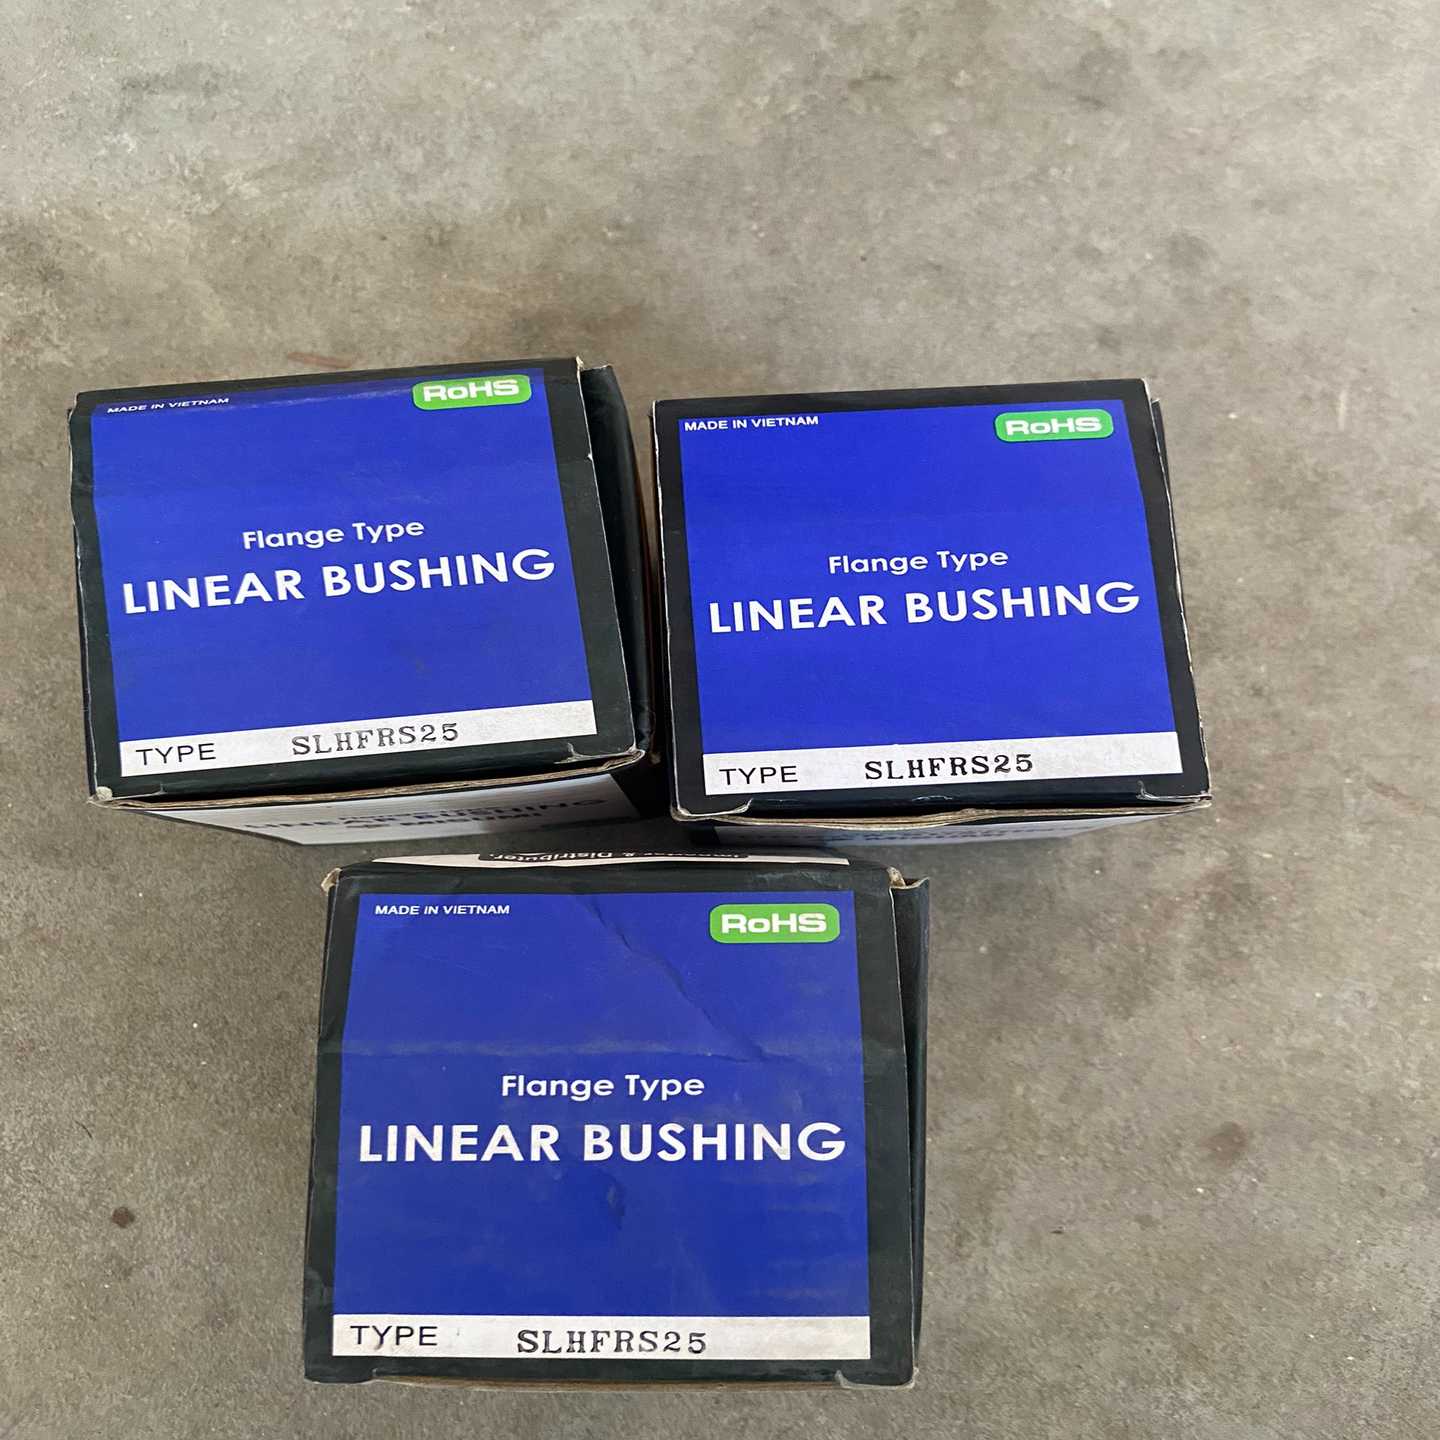 MADE IN VIETNAM
RoHS
Flange Type
LINEAR BUSHING
TYPE SLHFRS25
MADE IN VIETNAM
RoHS
Flange Type
LINEAR BUSHING
TYPE SLHFRS25
& Distributer.
MADE IN VIETNAM
RoHS
Flange Type
LINEAR BUSHING
TYPE SLHFRS25